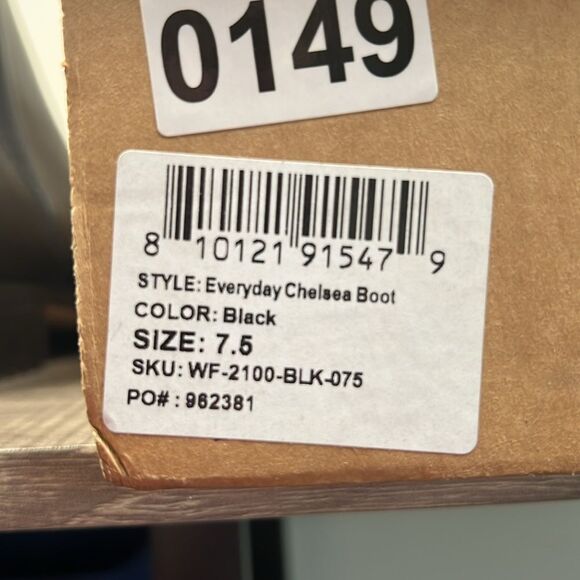 0149
8 10121 91547 9
STYLE: Everyday Chelsea Boot
COLOR: Black
SIZE: 7.5
SKU: WF-2100-BLK-075
PO# : 962381